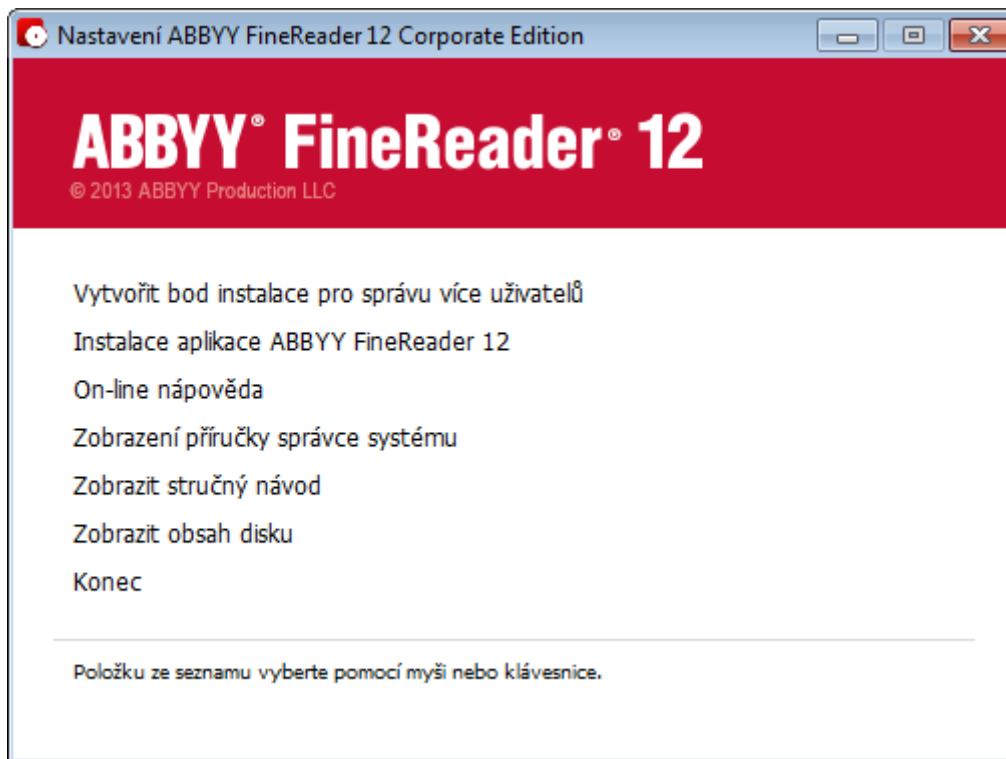 Nastavení ABBYY FineReader 12 Corporate Edition
ABBYY® FineReader® 12
© 2013 ABBYY Production LLC
Vytvořit bod instalace pro správu více uživatelů
Instalace aplikace ABBYY FineReader 12
On-line nápověda
Zobrazení příručky správce systému
Zobrazit stručný návod
Zobrazit obsah disku
Konec
Položku ze seznamu vyberte pomocí myši nebo klávesnice.